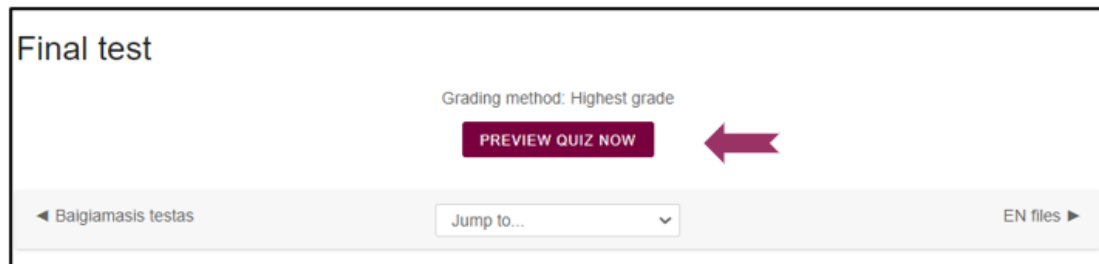 Final test
Grading method: Highest grade
PREVIEW QUIZ NOW
◄ Baigiamasis testas
Jump to...
EN files ►